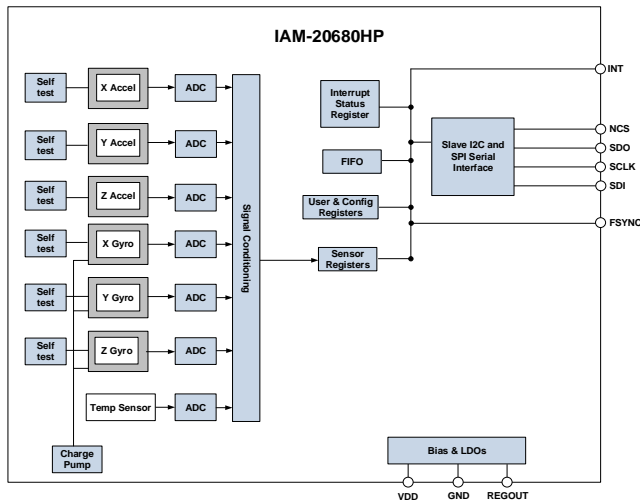 IAM-20680HP
Self
test
X Accel
ADC
Self
test
Y Accel
ADC
Self
test
Z Accel
ADC
Self
test
X Gyro
ADC
Self
test
Y Gyro
ADC
Self
test
Z Gyro
ADC
Temp Sensor
ADC
Charge
Pump
Signal Conditioning
Interrupt
Status
Register
FIFO
User & Config
Registers
Sensor
Registers
Slave I2C and
SPI Serial
Interface
INT
NCS
SDO
SCLK
SDI
FSYNC
Bias & LDOs
VDD
GND
REGOUT